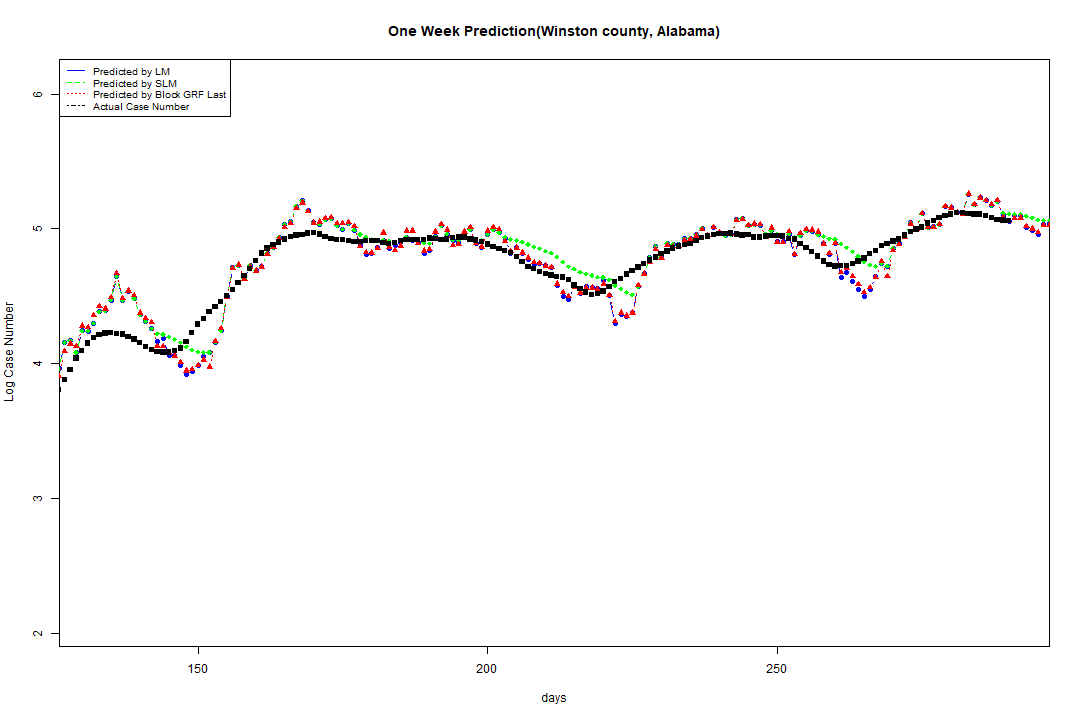 One Week Prediction(Winston county, Alabama)
Predicted by LM
Predicted by SLM
Predicted by Block GRF Last
Actual Case Number
6
5
4
3
2
Log Case Number
150
200
250
days